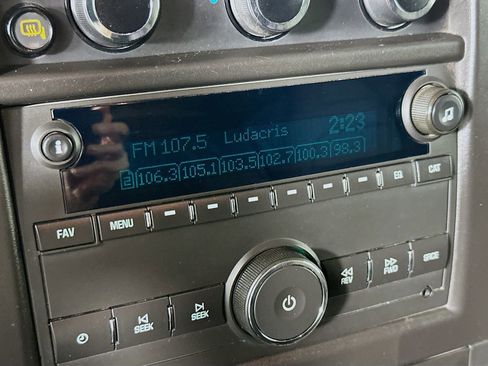 FM 107.5 Ludacris 2:23
2 106.3 105.1 103.5 102.7 100.3 98.3
FAV MENU EQ CAT
SEEK SEEK REV FWD SRCE